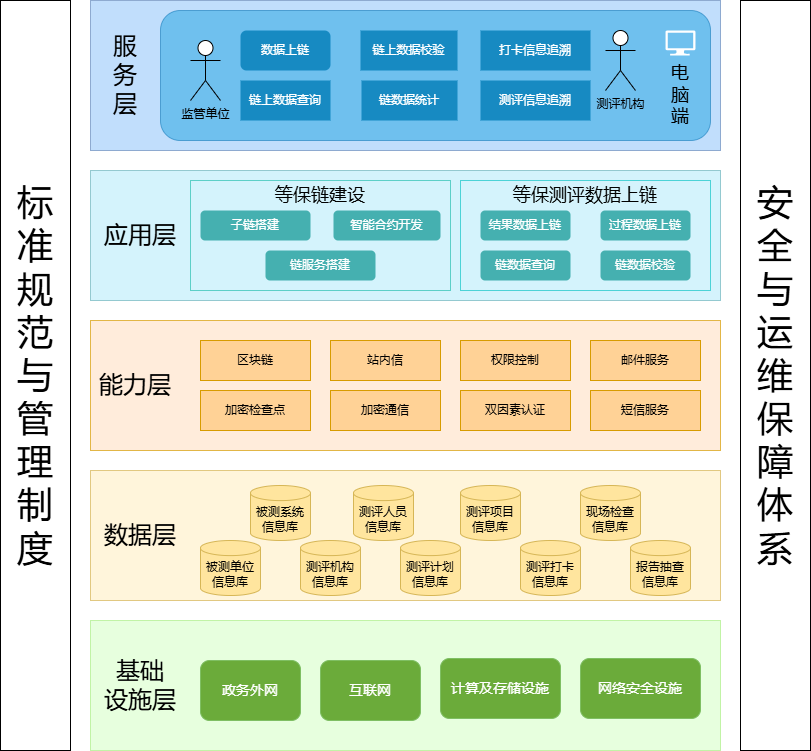 标准规范与管理制度
服务层
监管单位
数据上链
链上数据校验
打卡信息追溯
链上数据查询
链数据统计
测评信息追溯
测评机构
电脑端
应用层
等保链建设
子链搭建
智能合约开发
链服务搭建
等保测评数据上链
结果数据上链
过程数据上链
链数据查询
链数据校验
能力层
区块链
站内信
权限控制
邮件服务
加密检查点
加密通信
双因素认证
短信服务
数据层
被测系统
信息库
测评人员
信息库
测评项目
信息库
现场检查
信息库
被测单位
信息库
测评机构
信息库
测评计划
信息库
测评打卡
信息库
报告抽查
信息库
基础
设施层
政务外网
互联网
计算及存储设施
网络安全设施
安全与运维保障体系